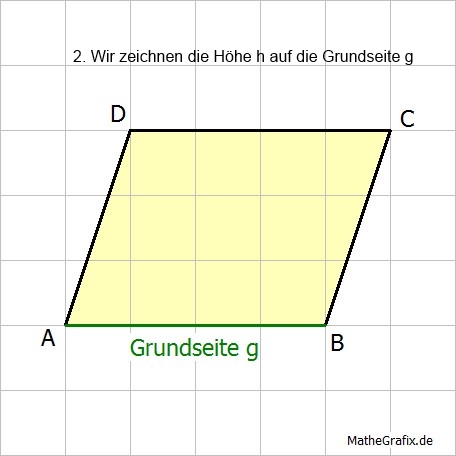 2. Wir zeichnen die Höhe h auf die Grundseite g
D
C
A
B
Grundseite g
MatheGrafix.de